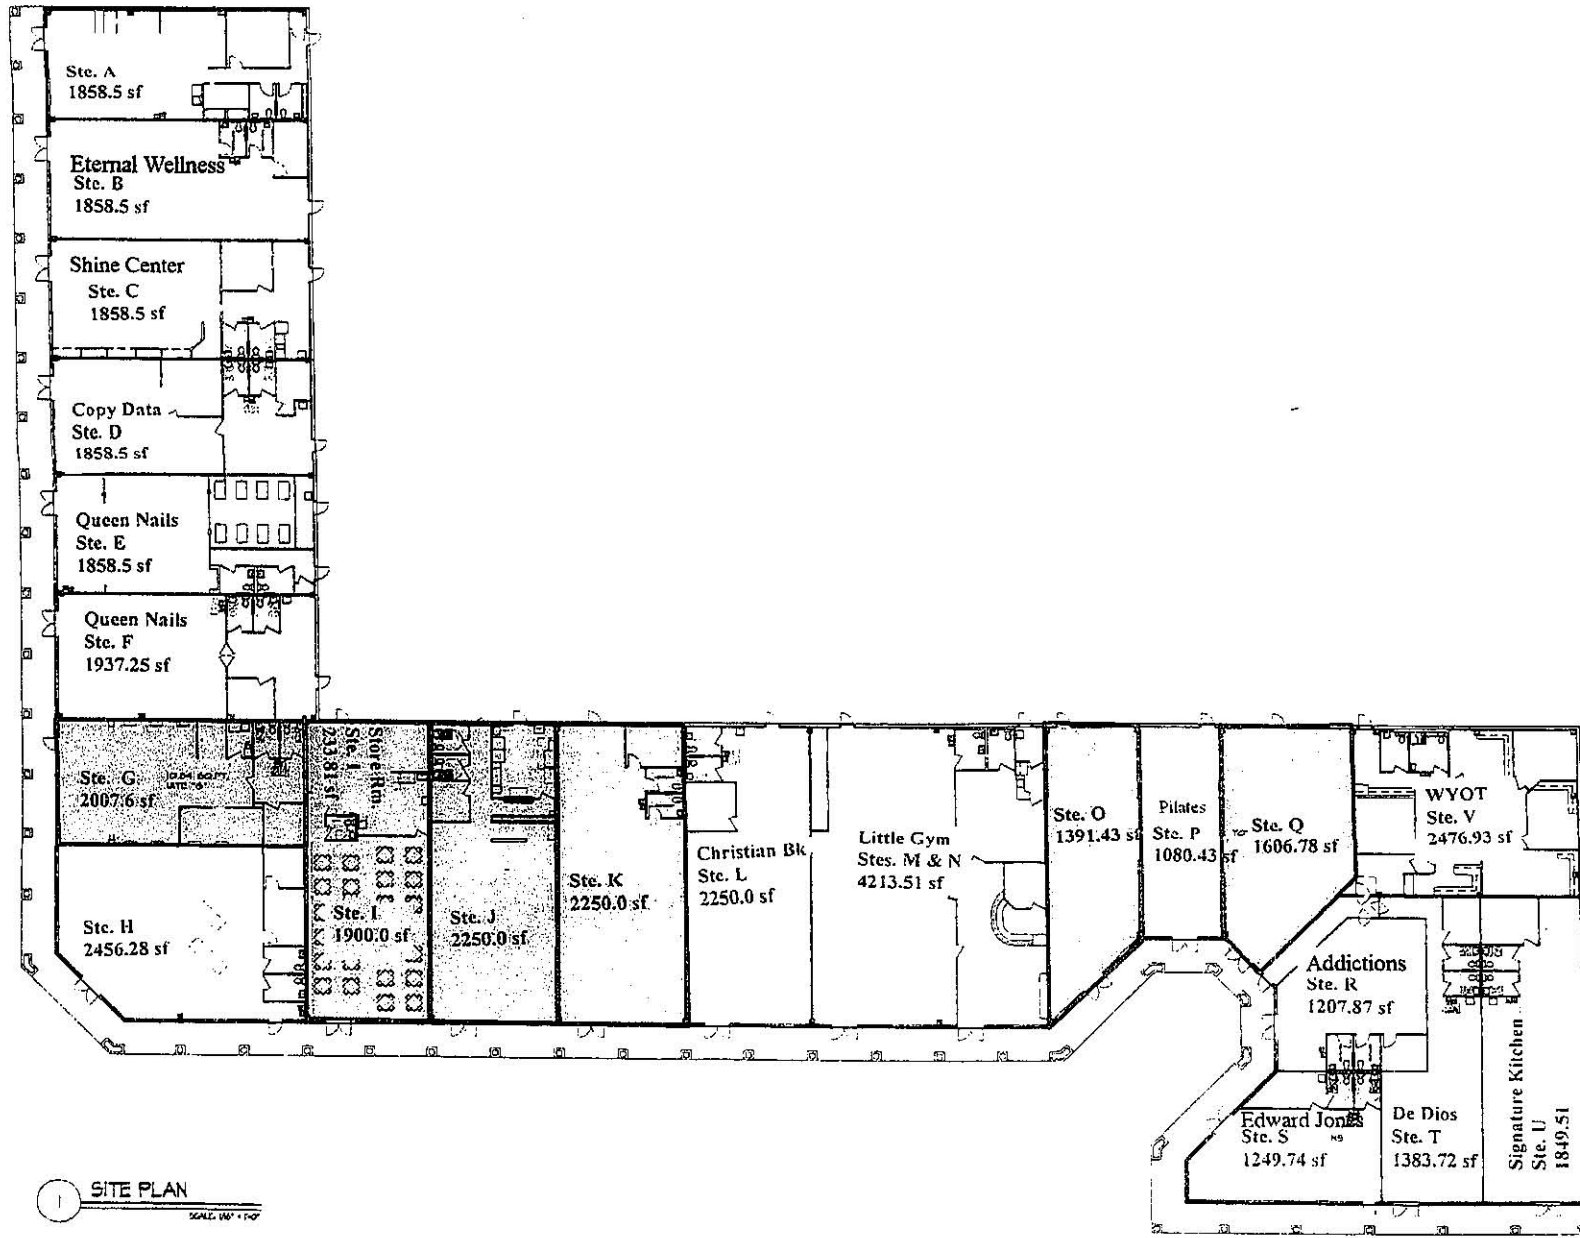 Ste. A
1858.5 sf
Eternal Wellness
Ste. B
1858.5 sf
Shine Center
Ste. C
1858.5 sf
Copy Data
Ste. D
1858.5 sf
Queen Nails
Ste. E
1858.5 sf
Queen Nails
Ste. F
1937.25 sf
Ste. G
2007.6 sf
Ste. H
2456.28 sf
Store Rm
Ste. I
Ste. I
1900.0 sf
Ste. J
2250.0 sf
Ste. K
2250.0 sf
Christian Bk
Ste. L
2250.0 sf
Little Gym
Stes. M & N
4213.51 sf
Ste. O
1391.43 sf
Pilates
Ste. P
1080.43 sf
Ste. Q
1606.78 sf
WYOT
Ste. V
2476.93 sf
Addictions
Ste. R
1207.87 sf
Edward Jones
Ste. S
1249.74 sf
De Dios
Ste. T
1383.72 sf
Signature Kitchen
Ste. U
1849.51
1
SITE PLAN